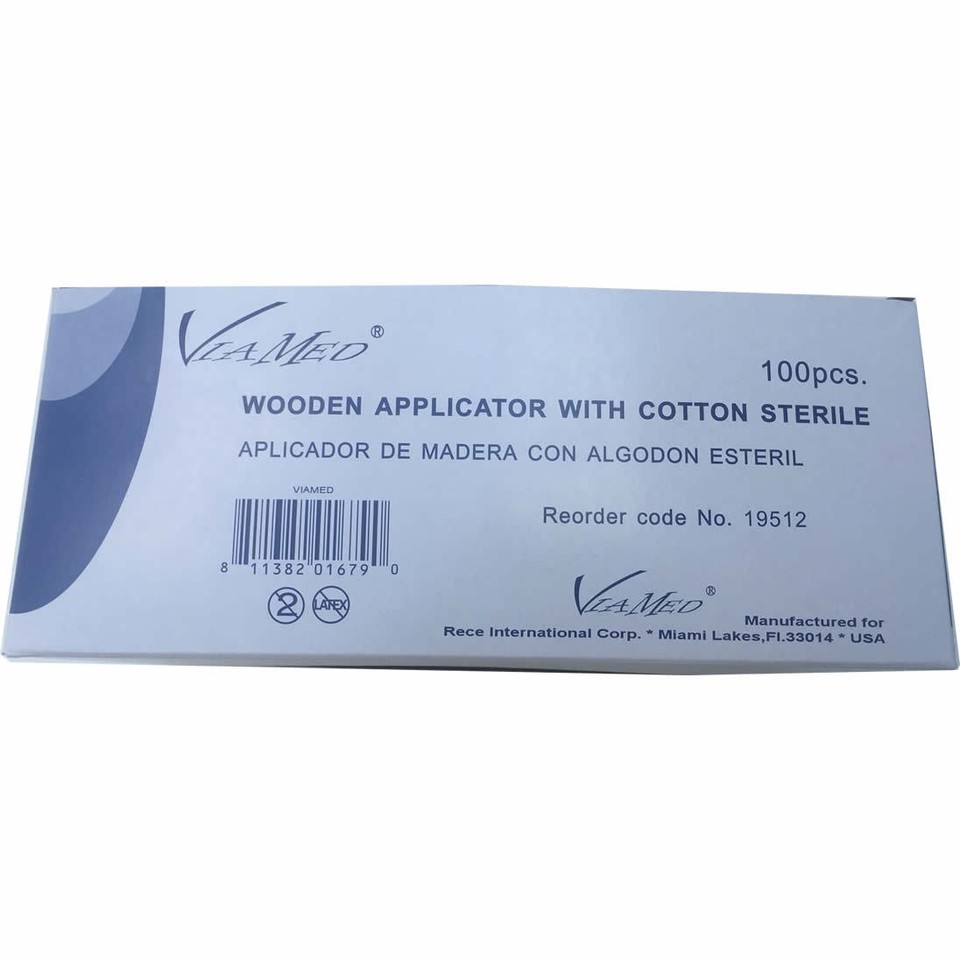 VIAMED®
100pcs.
WOODEN APPLICATOR WITH COTTON STERILE
APLICADOR DE MADERA CON ALGODON ESTERIL
VIAMED
Reorder code No. 19512
8 11382 01679 0
2 LATEX
VIAMED®
Manufactured for
Rece International Corp. * Miami Lakes,Fl.33014 * USA